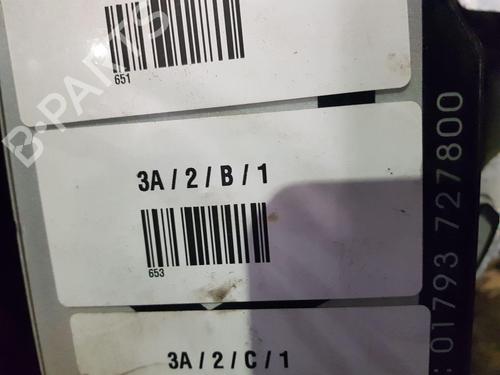 651
3A / 2 / B / 1
653
3A / 2 / C / 1
: 01793 727800
B-PARTS